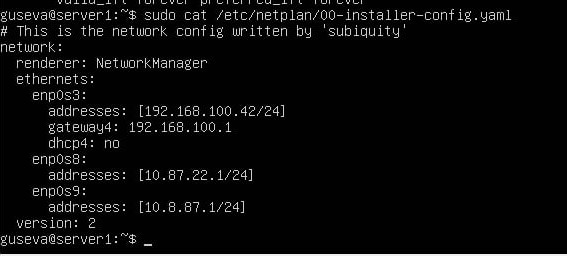 valid_lft forever preferred_lft forever
guseva@server1:~$ sudo cat /etc/netplan/00-installer-config.yaml
# This is the network config written by 'subiquity'
network:
  renderer: NetworkManager
  ethernets:
    enp0s3:
      addresses: [192.168.100.42/24]
      gateway4: 192.168.100.1
      dhcp4: no
    enp0s8:
      addresses: [10.87.22.1/24]
    enp0s9:
      addresses: [10.8.87.1/24]
  version: 2
guseva@server1:~$ _